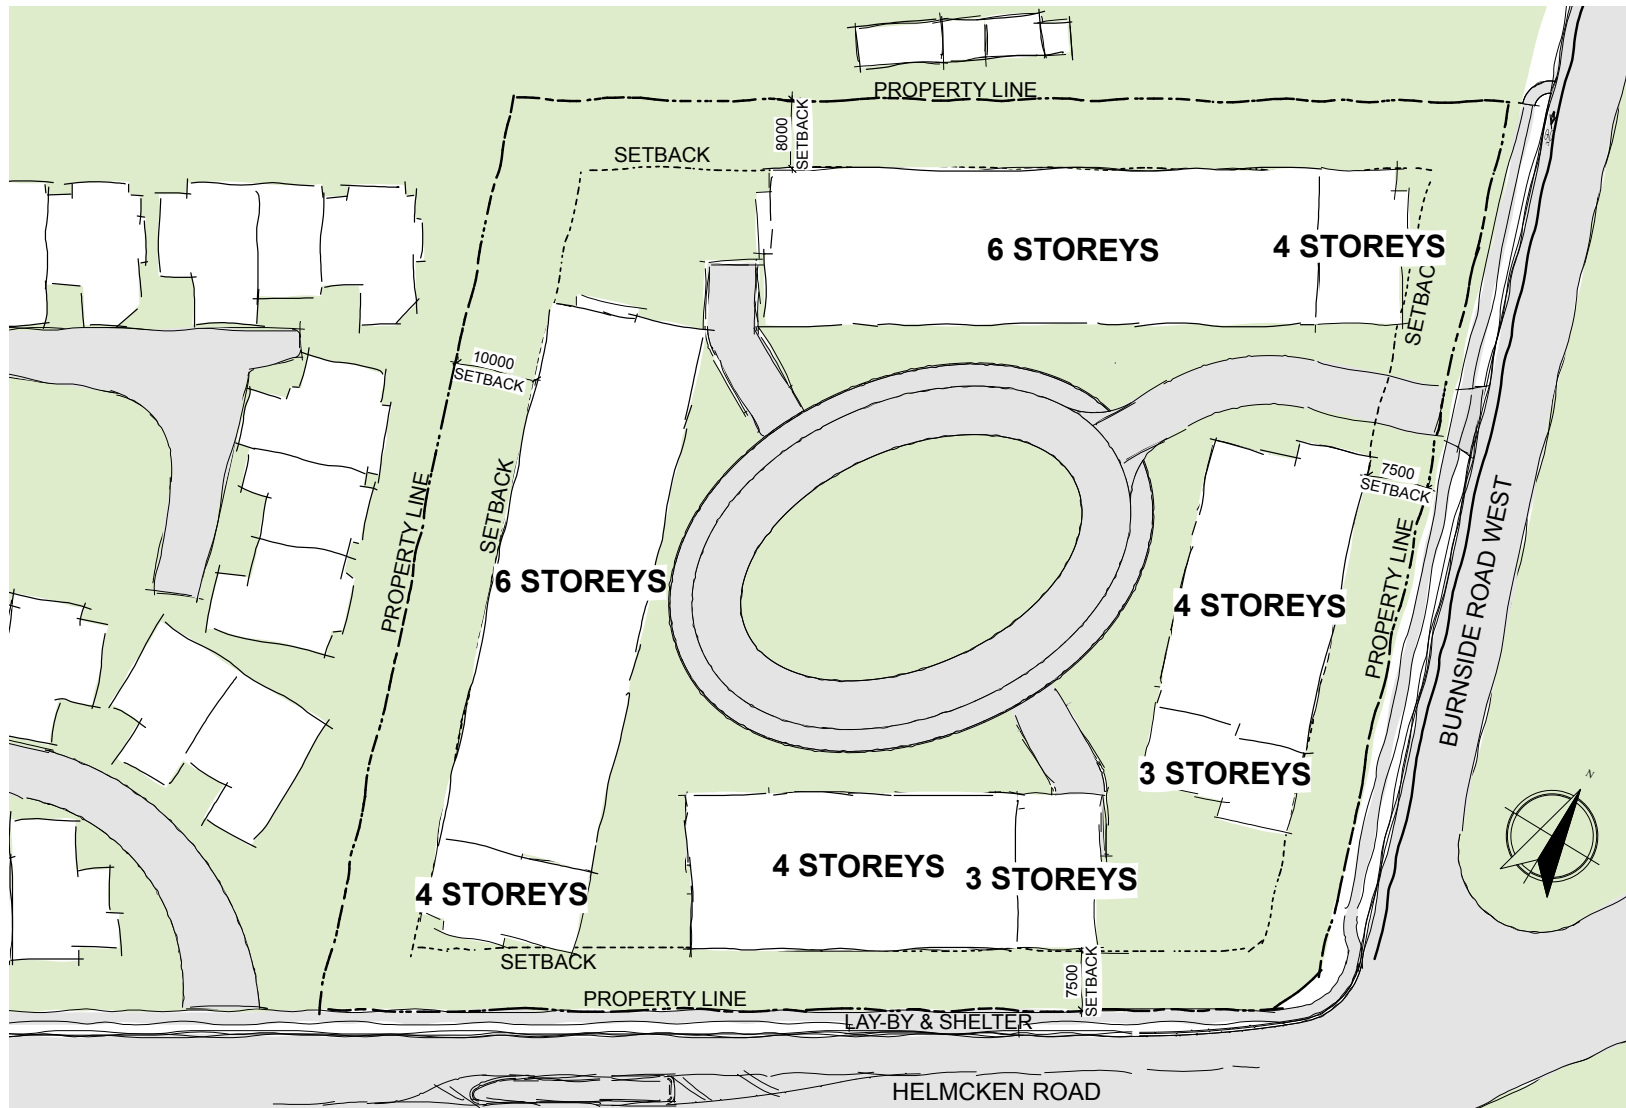 PROPERTY LINE
8000
SETBACK
SETBACK
6 STOREYS
4 STOREYS
SETBAC
10000
SETBACK
PROPERTY LINE
SETBACK
7500
SETBACK
PROPERTY LINE
BURNSIDE ROAD WEST
6 STOREYS
4 STOREYS
3 STOREYS
4 STOREYS
3 STOREYS
4 STOREYS
N
SETBACK
7500
SETBACK
PROPERTY LINE
LAY-BY & SHELTER
HELMCKEN ROAD